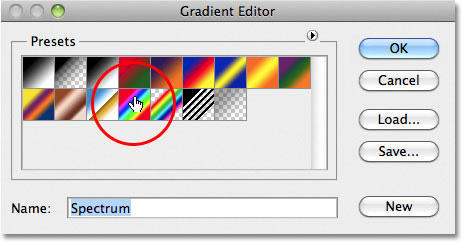 Gradient Editor
Presets
OK
Cancel
Load...
Save...
Name: Spectrum
New